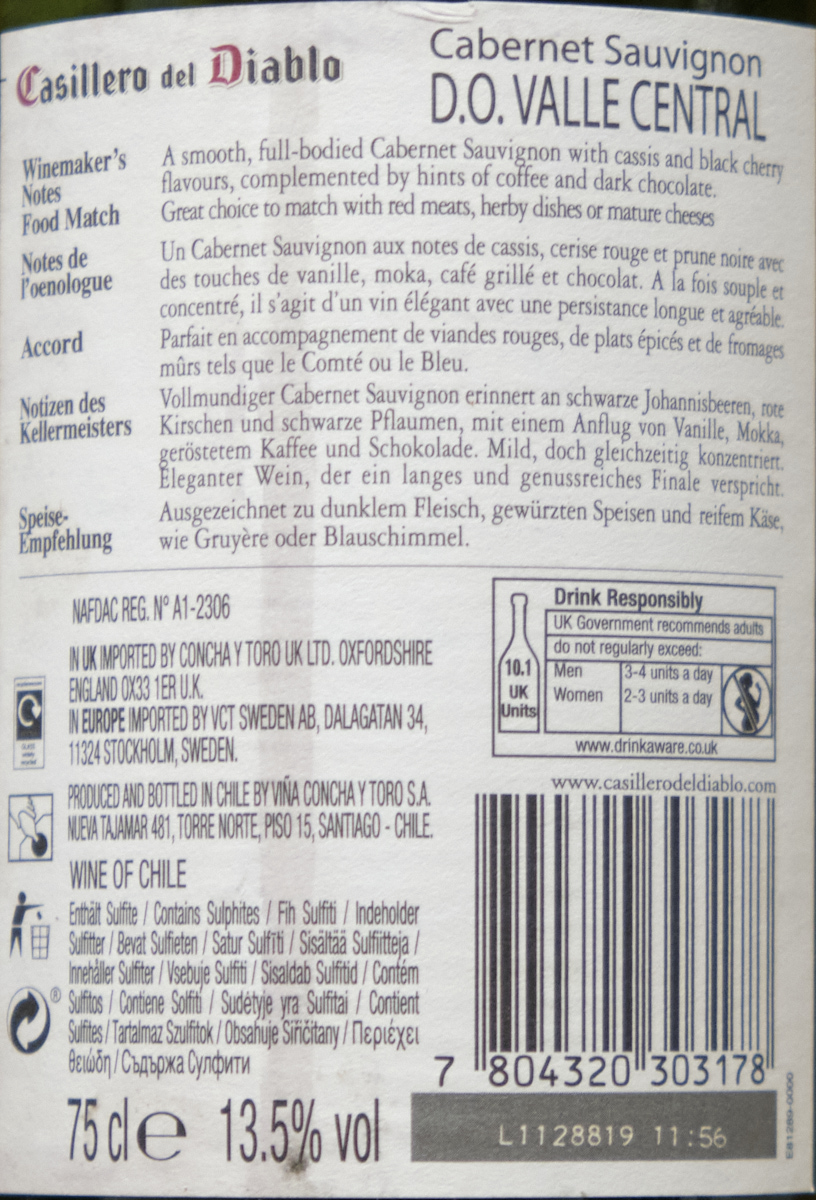 Casillero del Diablo
Cabernet Sauvignon
D.O. VALLE CENTRAL
Winemaker's
Notes
A smooth, full-bodied Cabernet Sauvignon with cassis and black cherry
flavours, complemented by hints of coffee and dark chocolate.
Food Match
Great choice to match with red meats, herby dishes or mature cheeses
Notes de
l'oenologue
Un Cabernet Sauvignon aux notes de cassis, cerise rouge et prune noire avec
des touches de vanille, moka, café grillé et chocolat. A la fois souple et
concentré, il s'agit d'un vin élégant avec une persistance longue et agréable.
Accord
Parfait en accompagnement de viandes rouges, de plats épicés et de fromages
mûrs tels que le Comté ou le Bleu.
Notizen des
Kellermeisters
Vollmundiger Cabernet Sauvignon erinnert an schwarze Johannisbeeren, rote
Kirschen und schwarze Pflaumen, mit einem Anflug von Vanille, Mokka,
geröstetem Kaffee und Schokolade. Mild, doch gleichzeitig konzentriert.
Eleganter Wein, der ein langes und genussreiches Finale verspricht.
Speise-
Empfehlung
Ausgezeichnet zu dunklem Fleisch, gewürzten Speisen und reifem Käse,
wie Gruyère oder Blauschimmel.
NAFDAC REG. N° A1-2306
IN UK IMPORTED BY CONCHA Y TORO UK LTD. OXFORDSHIRE
ENGLAND OX33 1ER U.K.
IN EUROPE IMPORTED BY VCT SWEDEN AB, DALAGATAN 34,
11324 STOCKHOLM, SWEDEN.
PRODUCED AND BOTTLED IN CHILE BY VIÑA CONCHA Y TORO S.A.
NUEVA TAJAMAR 481, TORRE NORTE, PISO 15, SANTIAGO - CHILE.
WINE OF CHILE
Enthält Sulfite / Contains Sulphites / Fih Sulfiti / Indeholder
Sulfitter / Bevat Sulfieten / Satur Sulfīti / Sisältää Sulfiitteja /
Innehåller Sulfiter / Vsebuje Sulfiti / Sisaldab Sulfitid / Contém
Sulfitos / Contiene Solfiti / Sudėtyje yra Sulfitai / Contient
Sulfites / Tartalmaz Szulfitok / Obsahuje Siřičitany / Περιέχει
θειώδη / Съдържа Сулфити
®
75 cl e 13.5% vol
Drink Responsibly
UK Government recommends adults
do not regularly exceed:
10.1
UK
Units
Men 3-4 units a day
Women 2-3 units a day
www.drinkaware.co.uk
www.casillerodeldiablo.com
7 804320 303178
L1128819 11:56